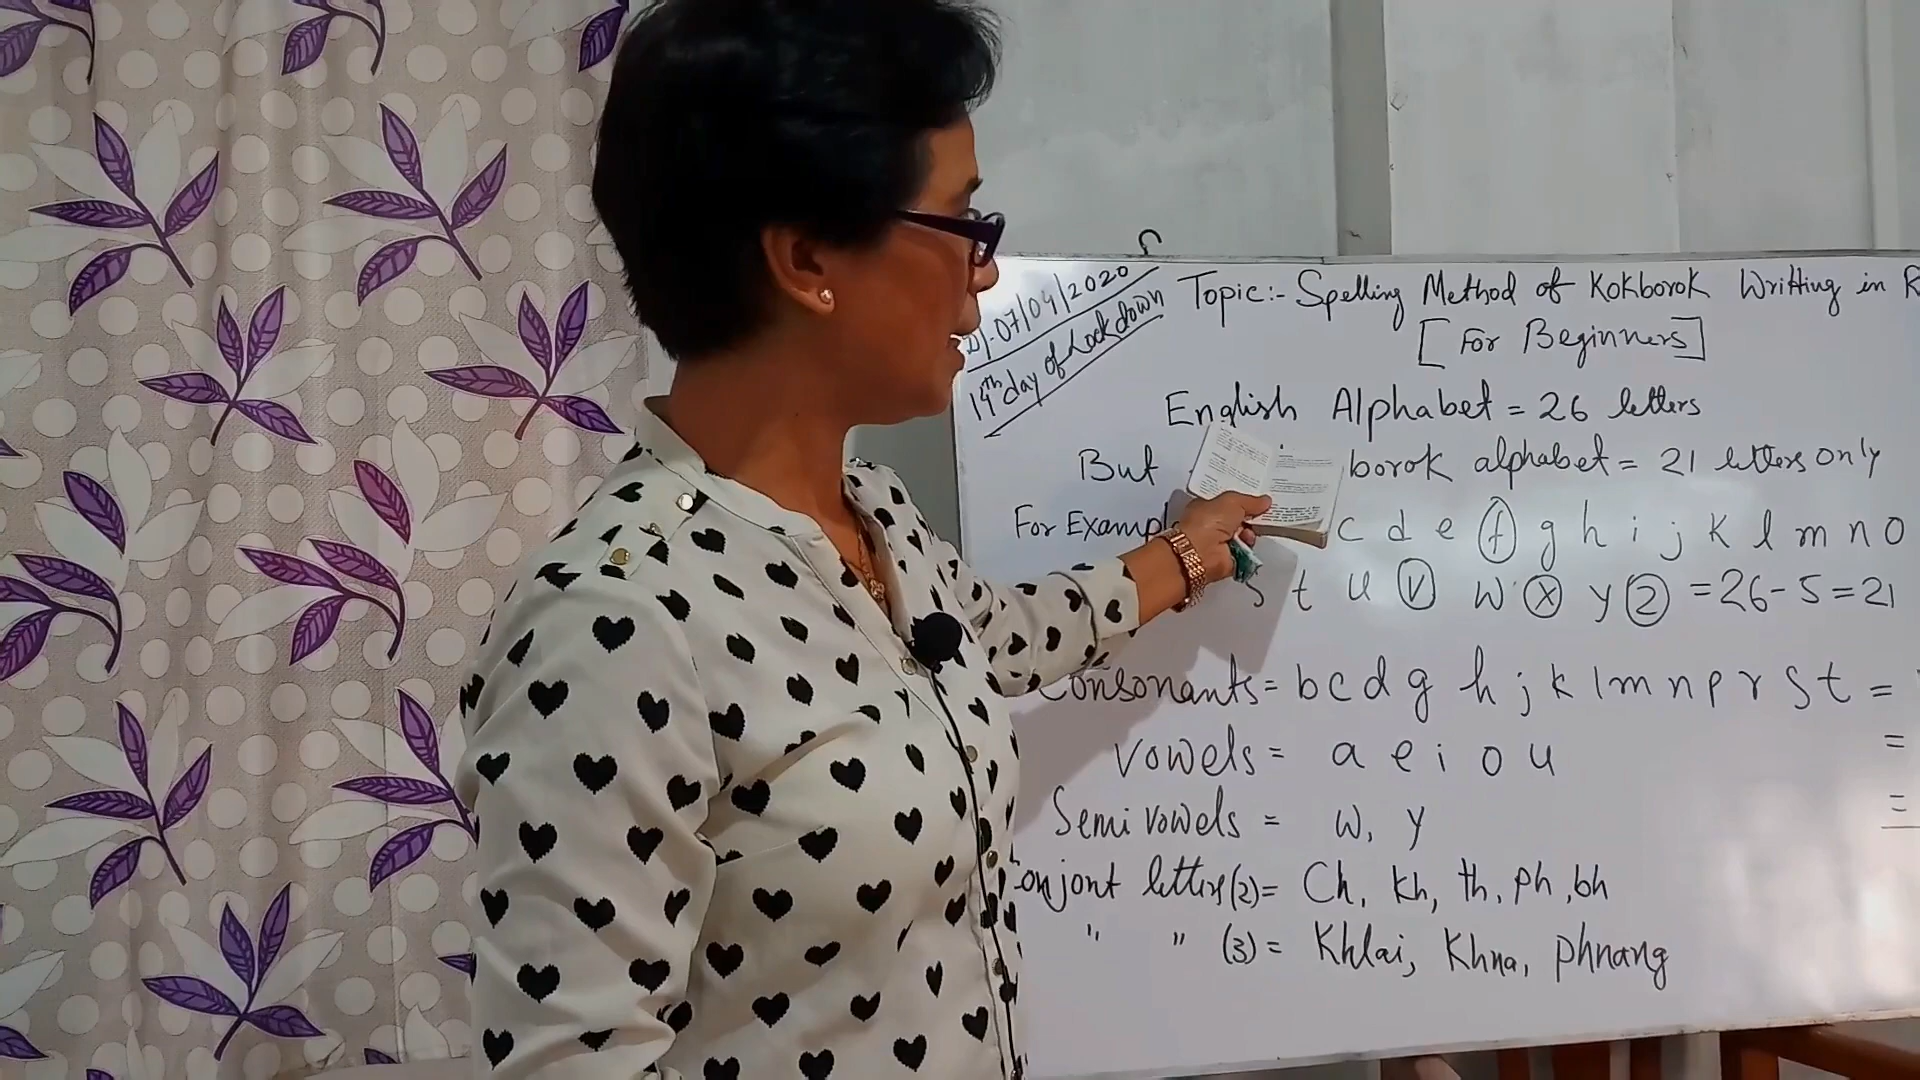 07/04/2020
14th day of Lockdown
Topic:- Spelling Method of Kokborok Writting in R
[For Beginners]
English Alphabet = 26 letters
But borok alphabet = 21 letters only
For Exampl c d e f g h i j k l m n o
s t u v w x y z = 26-5 = 21
Consonants = b c d g h j k l m n p r s t =
Vowels = a e i o u =
Semi vowels = w, y =
onjont letters (2) = Ch, Kh, th, ph, bh
" " (3) = Khlai, Khna, phnang